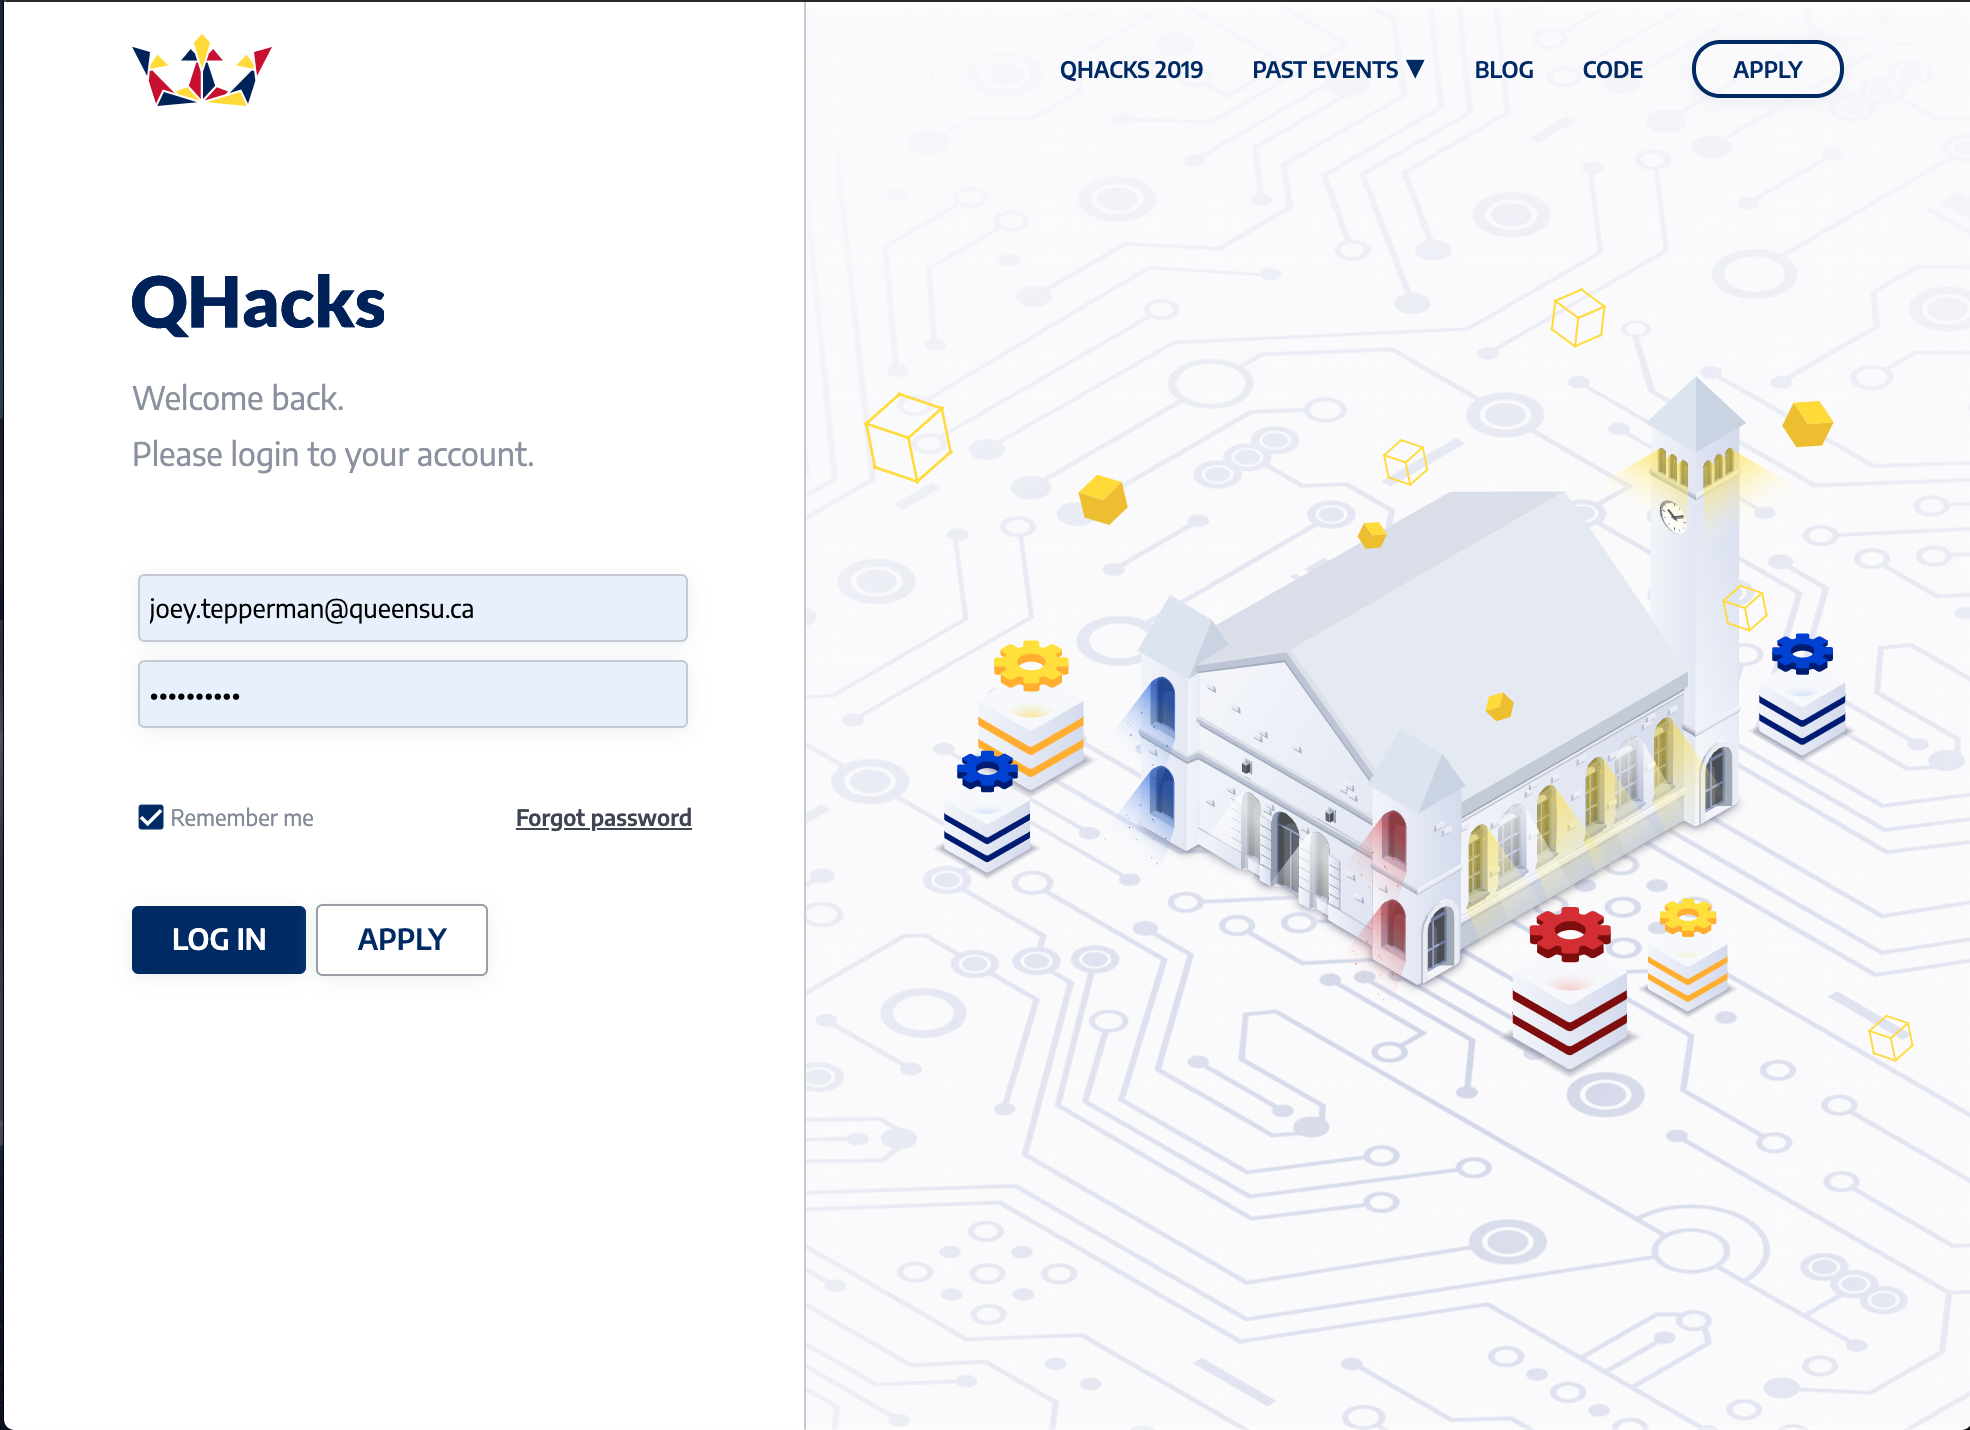 QHACKS 2019 PAST EVENTS ▼ BLOG CODE APPLY
QHacks
Welcome back.
Please login to your account.
joey.tepperman@queensu.ca
••••••••••
Remember me Forgot password
LOG IN APPLY